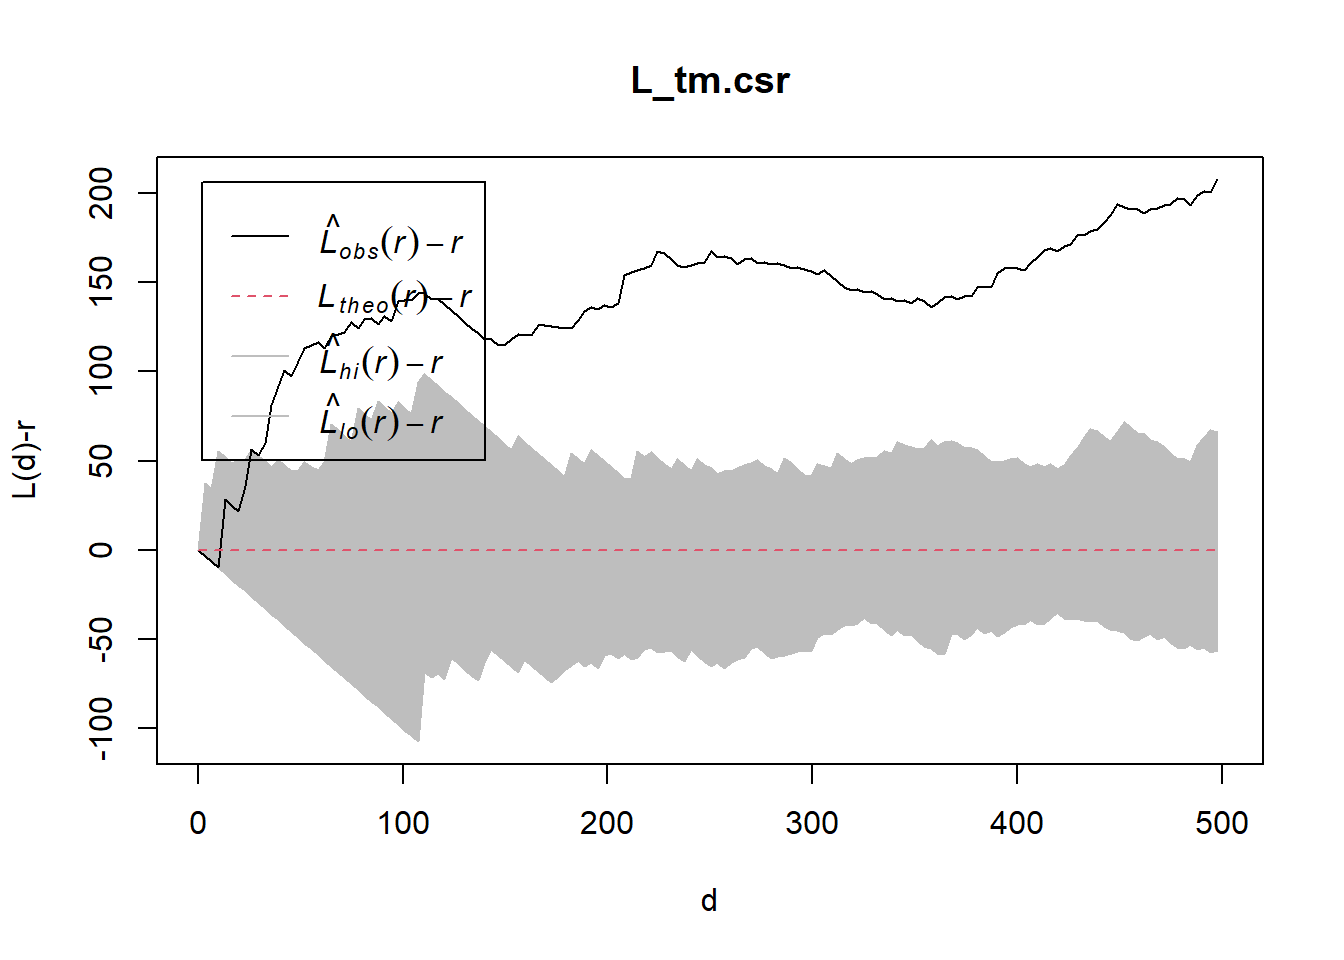 L_tm.csr
L(d)-r
200
150
100
50
0
-50
-100
L̂obs(r) − r
Ltheo(r) − r
L̂hi(r) − r
L̂lo(r) − r
0 100 200 300 400 500
d